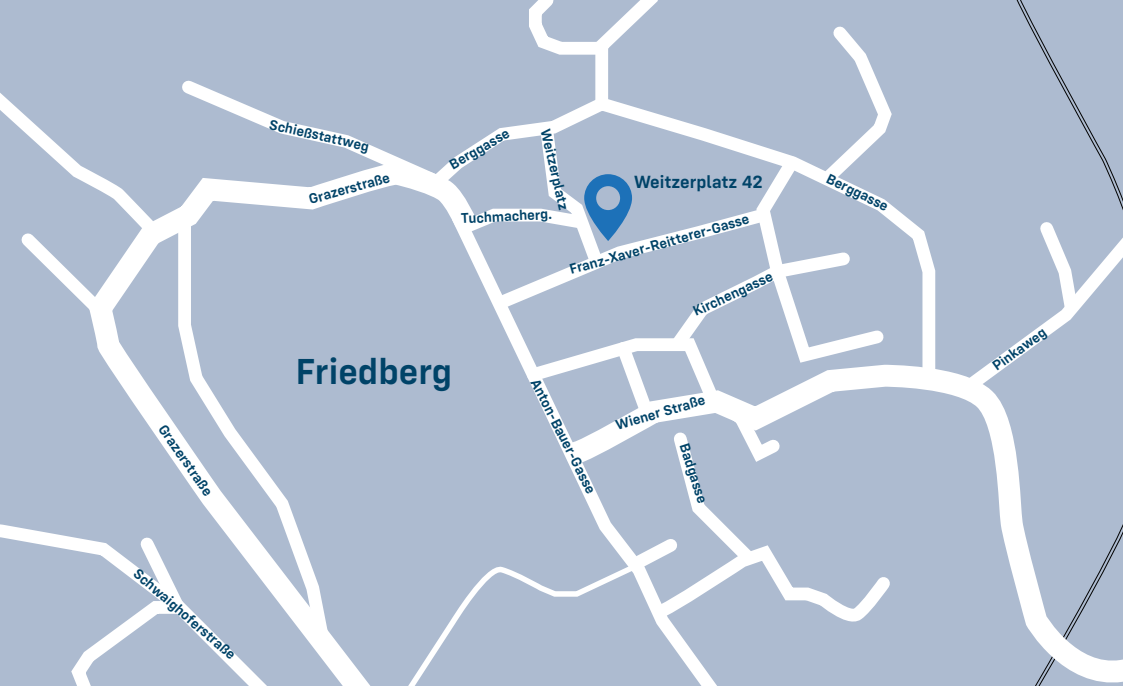 Schießstattweg
Berggasse
Weitzerplatz
Weitzerplatz 42
Grazerstraße
Berggasse
Tuchmacherg.
Franz-Xaver-Reitterer-Gasse
Kirchengasse
Pinkaweg
Friedberg
Anton-Bauer-Gasse
Wiener Straße
Grazerstraße
Badgasse
Schwaighoferstraße